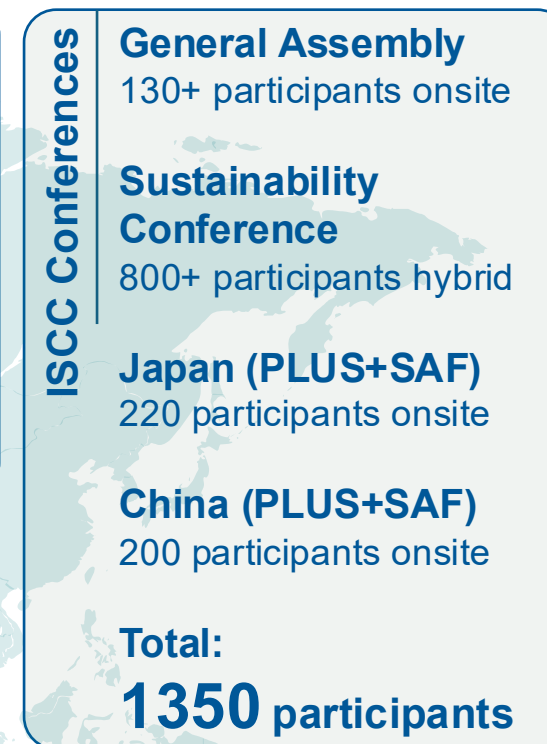 ISCC Conferences
General Assembly
130+ participants onsite
Sustainability
Conference
800+ participants hybrid
Japan (PLUS+SAF)
220 participants onsite
China (PLUS+SAF)
200 participants onsite
Total:
1350 participants